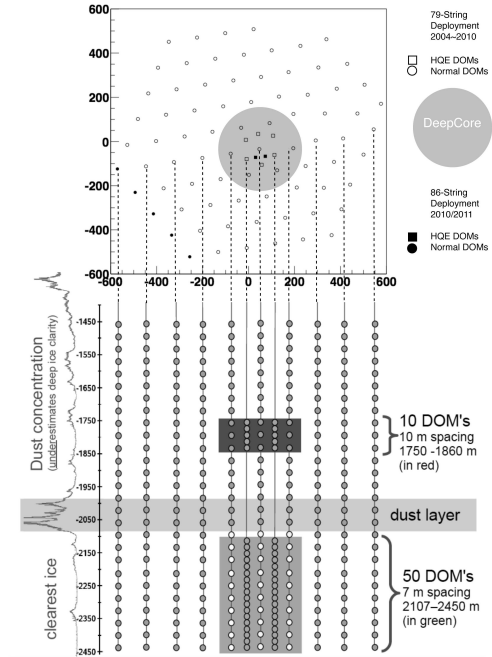 600
400
200
0
-200
-400
-600
-600 -400 -200 -0 200 400 600
79-String
Deployment
2004~2010
HQE DOMs
Normal DOMs
DeepCore
86-String
Deployment
2010/2011
HQE DOMs
Normal DOMs
Dust concentration
(underestimates deep ice clarity)
clearest ice
-1450
-1550
-1650
-1750
-1850
-1950
-2050
-2150
-2250
-2350
-2450
10 DOM's
10 m spacing
1750 -1860 m
(in red)
dust layer
50 DOM's
7 m spacing
2107–2450 m
(in green)